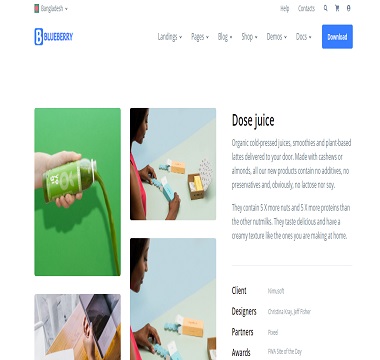 Bangladesh
Help Contacts
BLUEBERRY
Landings Pages Blog Shop Demos Docs Download
Dose juice
Organic cold-pressed juices, smoothies and plant-based
lattes delivered to your door. Made with cashews or
almonds, all our new products contain no additives, no
preservatives and, obviously, no lactose nor soy.
They contain 5 X more nuts and 5 X more proteins than
the other nutmilks. They taste delicious and have a
creamy texture like the ones you are making at home.
Client
Designers Christina Kray, Jeff Fisher
Partners Pixeel
Awards FWA Site of the Day